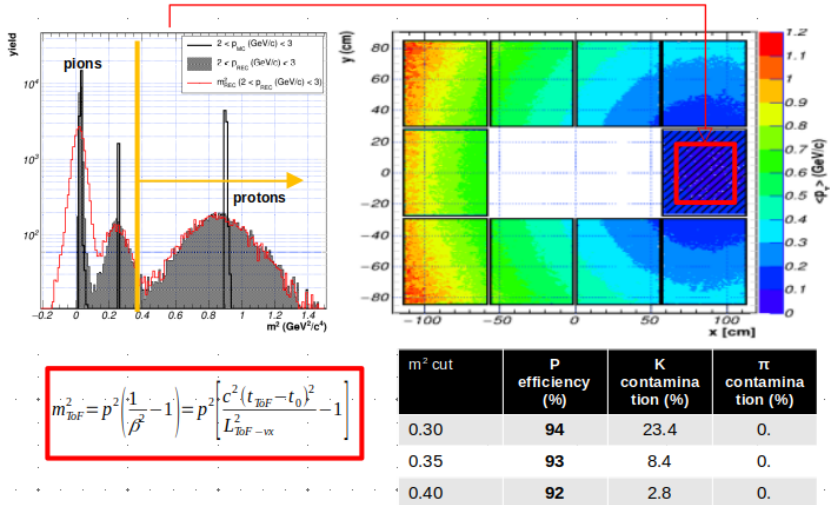 yield
2 < p_MC (GeV/c) < 3
2 < p_REC (GeV/c) < 3
m²_REC (2 < p_REC (GeV/c) < 3)
pions
protons
10⁴
10³
10²
−0.2 0 0.2 0.4 0.6 0.8 1 1.2 1.4
m² (GeV²/c⁴)
y (cm)
80
60
40
20
0
−20
−40
−60
−80
−100 −50 0 50 100
x [cm]
1.2
1.1
1
0.9
0.8
0.7
0.6
0.5
0.4
0.3
0.2
0.1
0
<p_T> (GeV/c)
m²_ToF = p² (1/β² − 1) = p² [c² (t_ToF − t_0)² / L²_ToF−vx − 1]
m² cut P efficiency (%) K contamina tion (%) π contamina tion (%)
0.30 94 23.4 0.
0.35 93 8.4 0.
0.40 92 2.8 0.